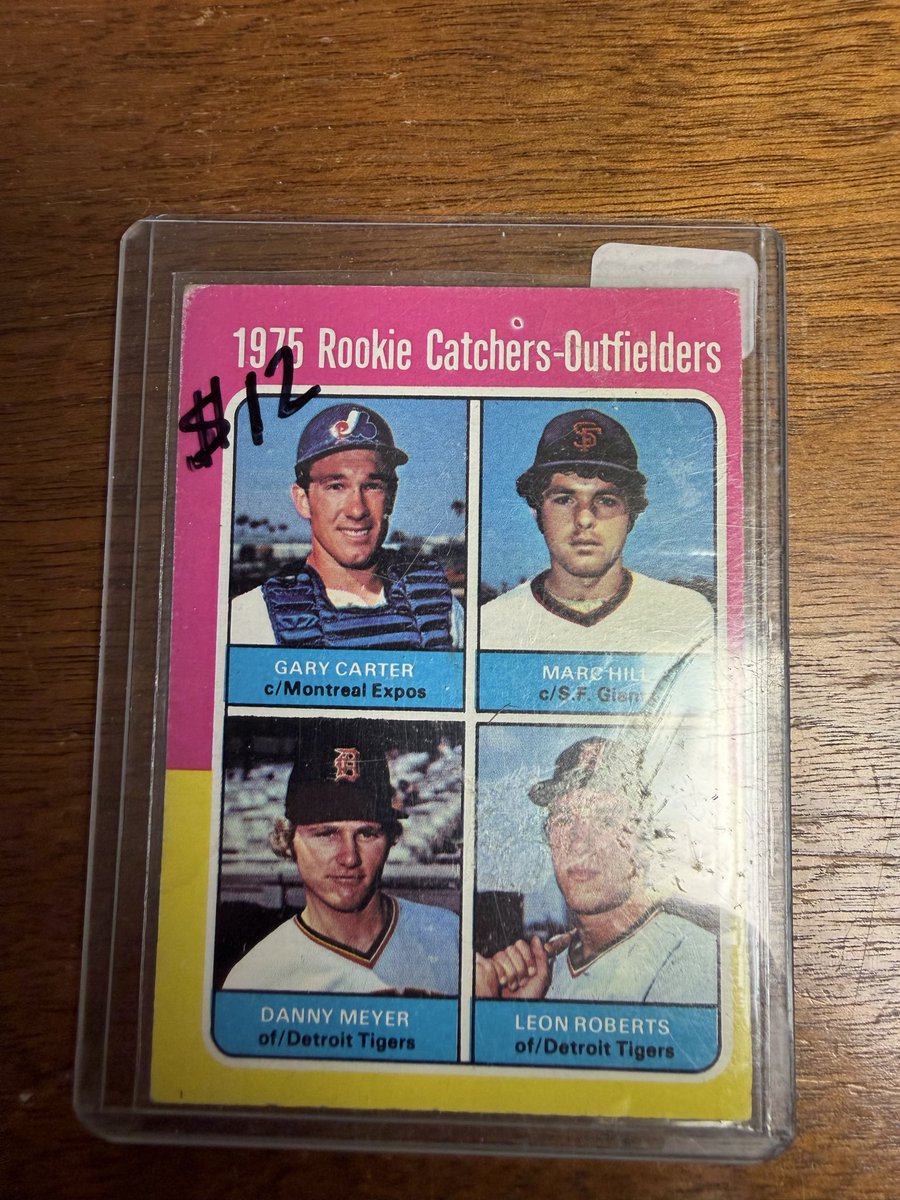 1975 Rookie Catchers-Outfielders
$12
GARY CARTER
c/Montreal Expos
MARC HILL
c/S.F. Giants
DANNY MEYER
of/Detroit Tigers
LEON ROBERTS
of/Detroit Tigers